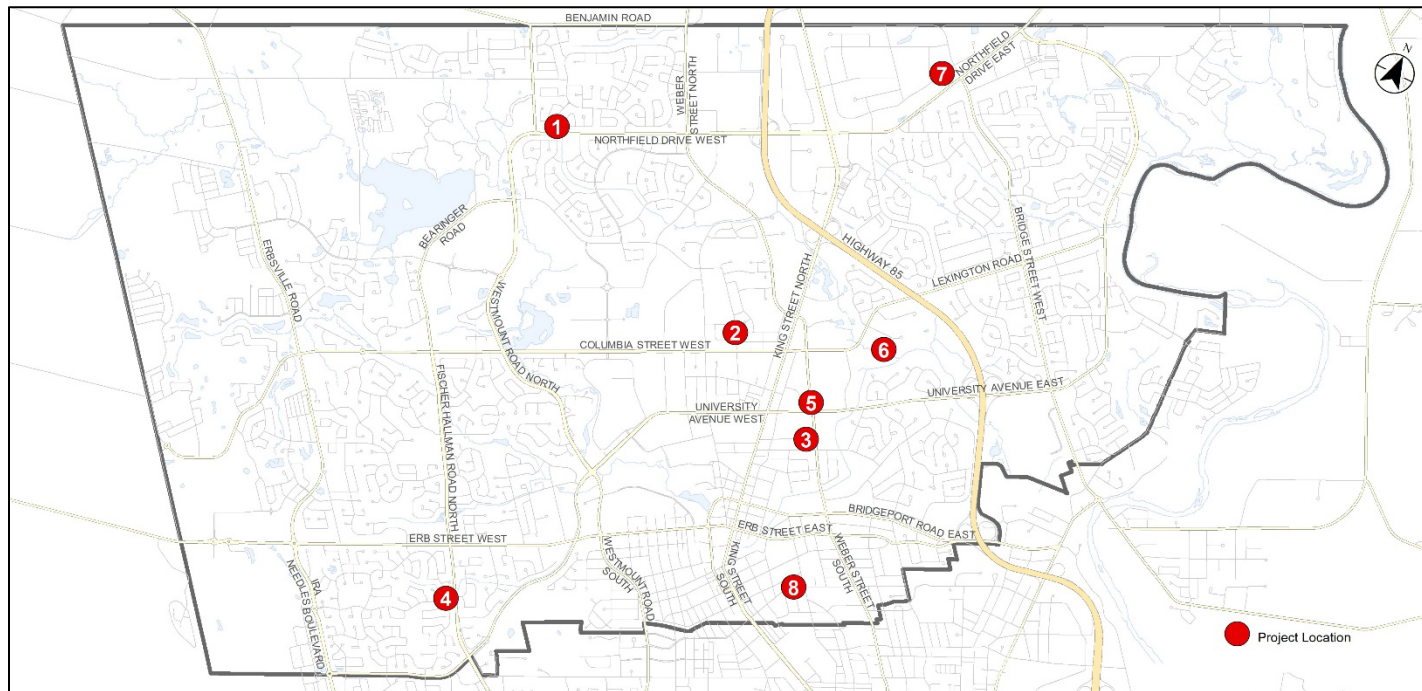 BENJAMIN ROAD
N
WEBER
STREET NORTH
NORTHFIELD
DRIVE EAST
7
1
NORTHFIELD DRIVE WEST
BEARINGER
ROAD
ERBSVILLE ROAD
HIGHWAY 85
LEXINGTON ROAD
BRIDGE STREET WEST
WESTMOUNT ROAD NORTH
KING STREET NORTH
2
COLUMBIA STREET WEST
6
FISCHER HALLMAN ROAD NORTH
UNIVERSITY
AVENUE WEST
5
UNIVERSITY AVENUE EAST
3
BRIDGEPORT ROAD EAST
ERB STREET WEST
ERB STREET EAST
IRA
NEEDLES BOULEVARD
WESTMOUNT ROAD
SOUTH
KING STREET
SOUTH
WEBER STREET
SOUTH
4
8
Project Location